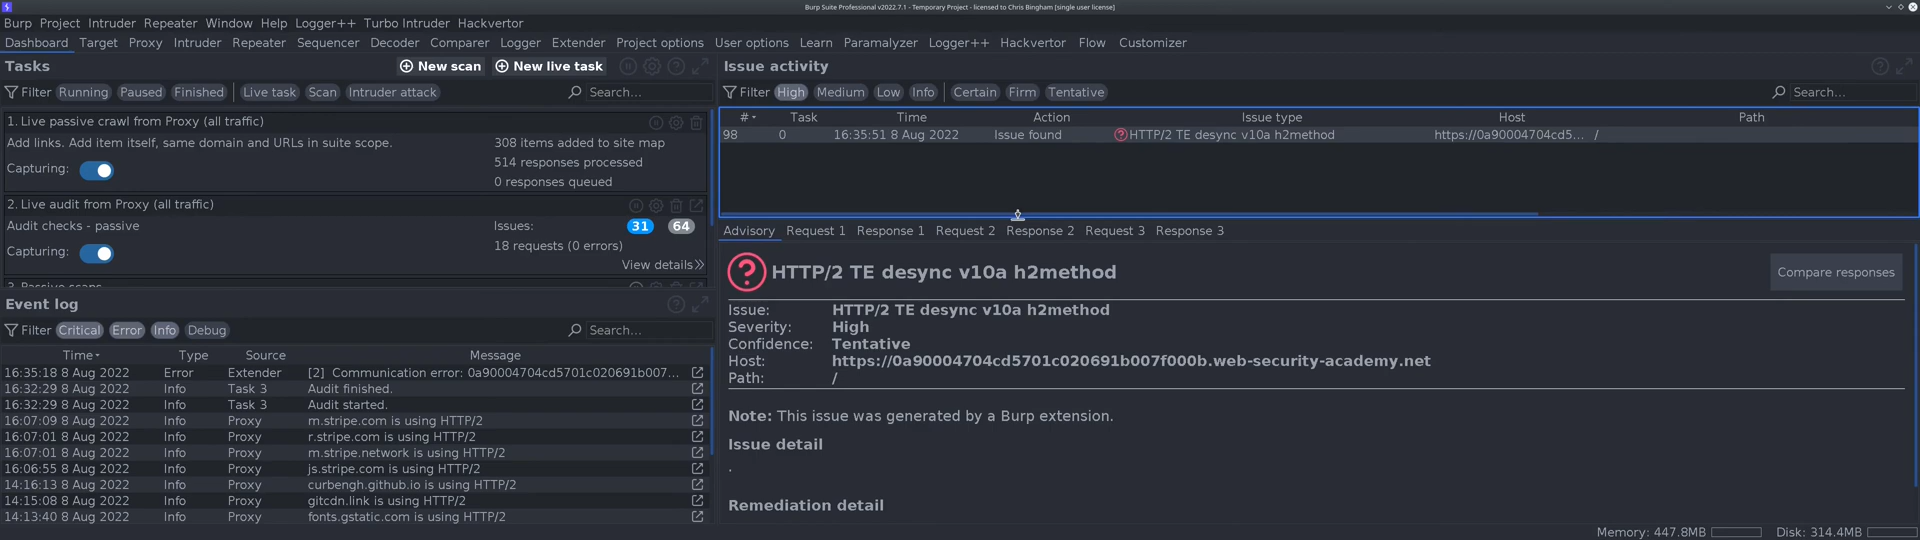 Burp Suite Professional v2022.7.1 - Temporary Project - licensed to Chris Bingham [single user license]
Burp Project Intruder Repeater Window Help Logger++ Turbo Intruder Hackvertor
Dashboard Target Proxy Intruder Repeater Sequencer Decoder Comparer Logger Extender Project options User options Learn Paramalyzer Logger++ Hackvertor Flow Customizer
Tasks New scan New live task
Filter Running Paused Finished Live task Scan Intruder attack Search...
1. Live passive crawl from Proxy (all traffic)
Add links. Add item itself, same domain and URLs in suite scope. 308 items added to site map
514 responses processed
Capturing:
0 responses queued
2. Live audit from Proxy (all traffic)
Audit checks - passive Issues: 31 64
18 requests (0 errors)
Capturing:
View details
3. Passive scans
Event log
Filter Critical Error Info Debug Search...
Time Type Source Message
16:35:18 8 Aug 2022 Error Extender [2] Communication error: 0a90004704cd5701c020691b007...
16:32:29 8 Aug 2022 Info Task 3 Audit finished.
16:32:29 8 Aug 2022 Info Task 3 Audit started.
16:07:09 8 Aug 2022 Info Proxy m.stripe.com is using HTTP/2
16:07:01 8 Aug 2022 Info Proxy r.stripe.com is using HTTP/2
16:07:01 8 Aug 2022 Info Proxy m.stripe.network is using HTTP/2
16:06:55 8 Aug 2022 Info Proxy js.stripe.com is using HTTP/2
14:16:13 8 Aug 2022 Info Proxy curbengh.github.io is using HTTP/2
14:15:08 8 Aug 2022 Info Proxy gitcdn.link is using HTTP/2
14:13:40 8 Aug 2022 Info Proxy fonts.gstatic.com is using HTTP/2
Issue activity
Filter High Medium Low Info Certain Firm Tentative Search...
# Task Time Action Issue type Host Path
98 0 16:35:51 8 Aug 2022 Issue found HTTP/2 TE desync v10a h2method https://0a90004704cd5... /
Advisory Request 1 Response 1 Request 2 Response 2 Request 3 Response 3
HTTP/2 TE desync v10a h2method Compare responses
Issue: HTTP/2 TE desync v10a h2method
Severity: High
Confidence: Tentative
Host: https://0a90004704cd5701c020691b007f000b.web-security-academy.net
Path: /
Note: This issue was generated by a Burp extension.
Issue detail
.
Remediation detail
Memory: 447.8MB Disk: 314.4MB